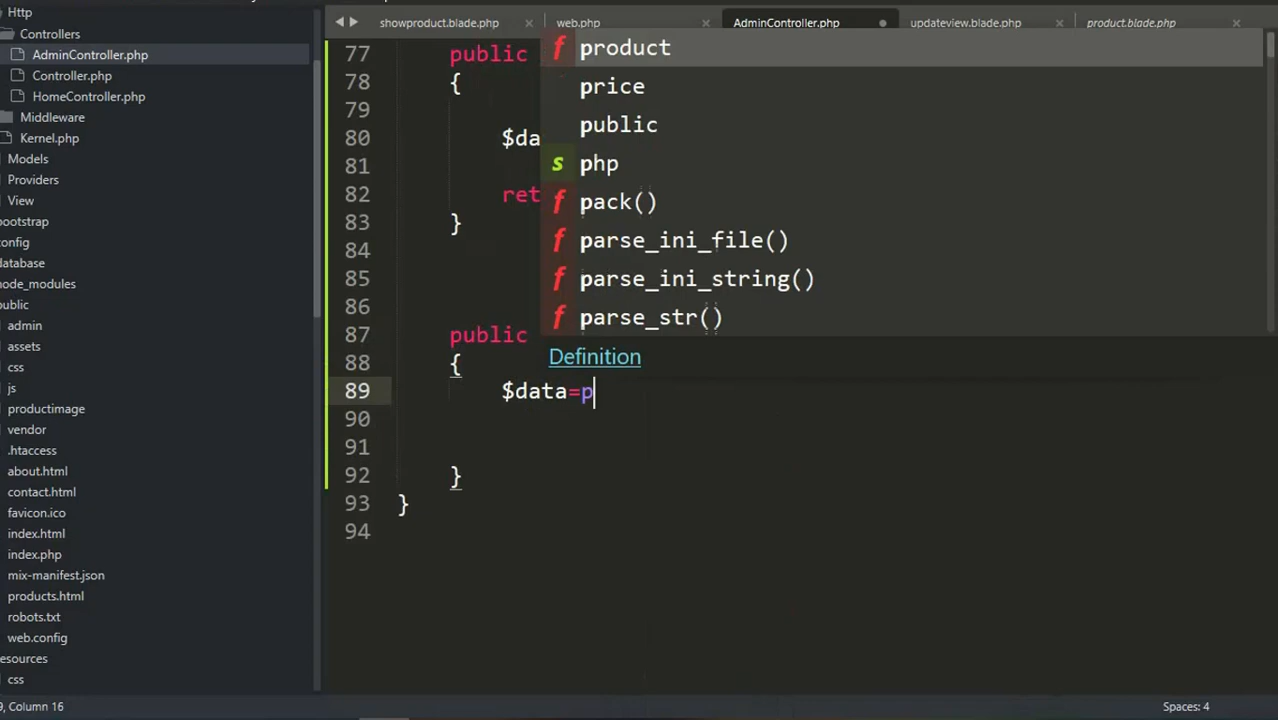 Http
Controllers
AdminController.php
Controller.php
HomeController.php
Middleware
Kernel.php
Models
Providers
View
bootstrap
config
database
node_modules
public
admin
assets
css
js
productimage
vendor
.htaccess
about.html
contact.html
favicon.ico
index.html
index.php
mix-manifest.json
products.html
robots.txt
web.config
resources
css
showproduct.blade.php × web.php × AdminController.php updateview.blade.php × product.blade.php ×
77 public
78 {
79
80 $da
81
82 ret
83 }
84
85
86
87 public
88 {
89 $data=p
90
91
92 }
93 }
94
f product
price
public
s php
f pack()
f parse_ini_file()
f parse_ini_string()
f parse_str()
Definition
9, Column 16
Spaces: 4